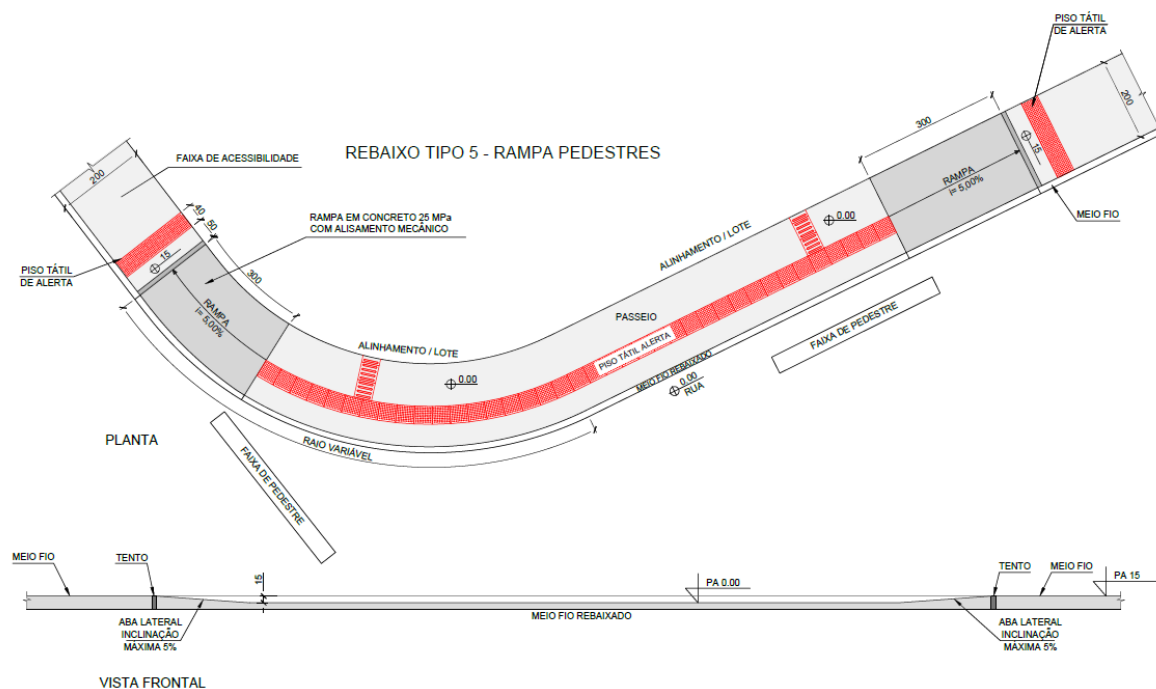 PISO TÁTIL
DE ALERTA
200
300
15
RAMPA
i= 5,00%
MEIO FIO
REBAIXO TIPO 5 - RAMPA PEDESTRES
FAIXA DE ACESSIBILIDADE
200
40
50
RAMPA EM CONCRETO 25 MPa
COM ALISAMENTO MECÂNICO
300
15
PISO TÁTIL
DE ALERTA
RAMPA
i= 5,00%
ALINHAMENTO / LOTE
0.00
ALINHAMENTO / LOTE
0.00
PASSEIO
PISO TÁTIL ALERTA
MEIO FIO REBAIXADO
0.00
RUA
FAIXA DE PEDESTRE
RAIO VARIÁVEL
FAIXA DE PEDESTRE
PLANTA
MEIO FIO
TENTO
15
PA 0.00
TENTO
MEIO FIO
PA 15
MEIO FIO REBAIXADO
ABA LATERAL
INCLINAÇÃO
MÁXIMA 5%
ABA LATERAL
INCLINAÇÃO
MÁXIMA 5%
VISTA FRONTAL